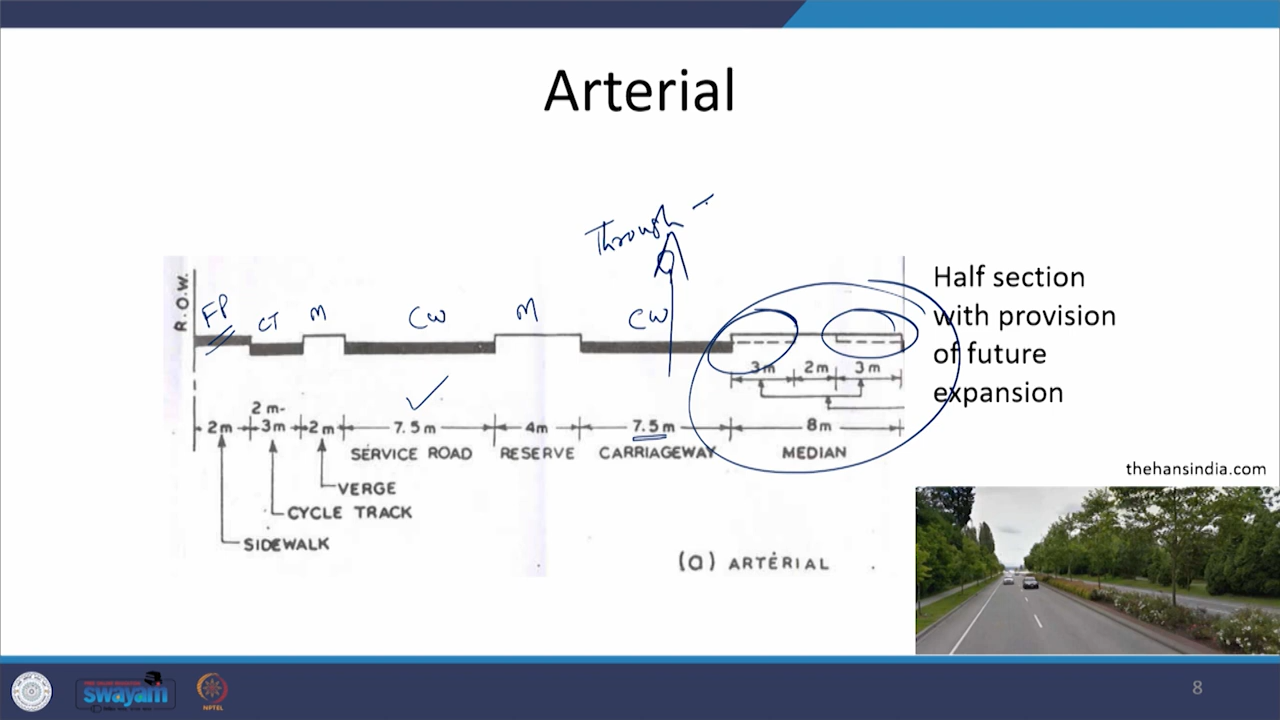 Arterial
Through
R.O.W.
FP CT M CW M CW
Half section
with provision
of future
expansion
3m 2m 3m
2m-
2m 3m 2m 7.5m 4m 7.5m 8m
SERVICE ROAD RESERVE CARRIAGEWAY MEDIAN
VERGE
CYCLE TRACK
SIDEWALK
(a) ARTERIAL
thehansindia.com
swayam
NPTEL
8